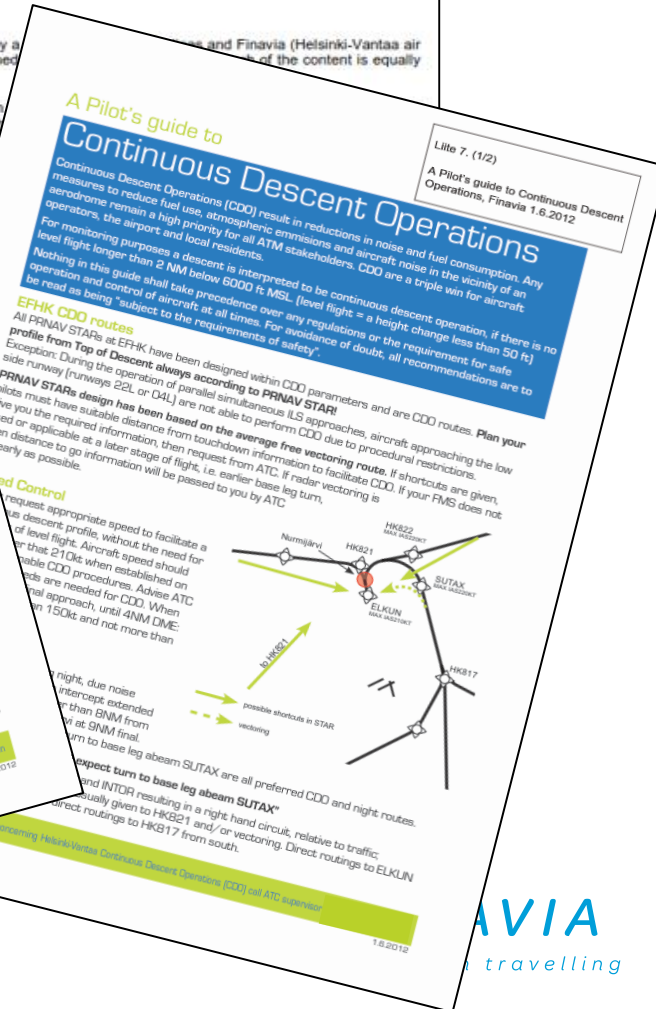 and Finavia (Helsinki-Vantaa air
of the content is equally
A Pilot's guide to
Continuous Descent Operations
Liite 7. (1/2)
A Pilot's guide to Continuous Descent
Operations, Finavia 1.6.2012
Continuous Descent Operations (CDO) result in reductions in noise and fuel consumption. Any
measures to reduce fuel use, atmospheric emmisions and aircraft noise in the vicinity of an
aerodrome remain a high priority for all ATM stakeholders. CDO are a triple win for aircraft
operators, the airport and local residents.
For monitoring purposes a descent is interpreted to be continuous descent operation, if there is no
level flight longer than 2 NM below 6000 ft MSL (level flight = a height change less than 50 ft)
Nothing in this guide shall take precedence over any regulations or the requirement for safe
operation and control of aircraft at all times. For avoidance of doubt, all recommendations are to
be read as being "subject to the requirements of safety".
EFHK CDO routes
All PRNAV STARs at EFHK have been designed within CDO parameters and are CDO routes. Plan your
profile from Top of Descent always according to PRNAV STAR!
Exception: During the operation of parallel simultaneous ILS approaches, aircraft approaching the low
side runway (runways 22L or 04L) are not able to perform CDO due to procedural restrictions.
PRNAV STARs design has been based on the average free vectoring route. If shortcuts are given,
pilots must have suitable distance from touchdown information to facilitate CDO. If your FMS does not
give you the required information, then request from ATC. If radar vectoring is
ed or applicable at a later stage of flight, i.e. earlier base leg turn,
en distance to go information will be passed to you by ATC
early as possible.
ed Control
request appropriate speed to facilitate a
us descent profile, without the need for
of level flight. Aircraft speed should
er that 210kt when established on
nable CDO procedures. Advise ATC
eds are needed for CDO. When
nal approach, until 4NM DME:
an 150kt and not more than
HK822
MAX IAS220KT
Nurmijärvi
HK821
SUTAX
MAX IAS220KT
ELKUN
MAX IAS210KT
to HK821
HK817
possible shortcuts in STAR
vectoring
night, due noise
intercept extended
er than 8NM from
vi at 9NM final.
urn to base leg abeam SUTAX are all preferred CDO and night routes.
expect turn to base leg abeam SUTAX"
and INTOR resulting in a right hand circuit, relative to traffic;
usually given to HK821 and/or vectoring. Direct routings to ELKUN
direct routings to HK817 from south.
oncerning Helsinki-Vantaa Continuous Descent Operations (CDO) call ATC supervisor
1.6.2012
2012
AVIA
travelling